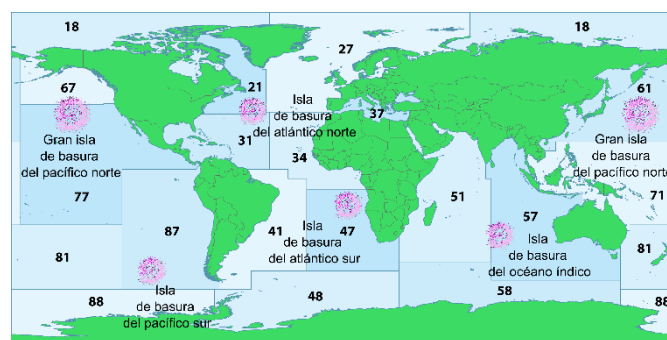 18
18
27
67
21
61
Isla
de basura
del atlántico norte
37
Gran isla
de basura
del pacífico norte
31
34
Gran isla
de basura
del pacífico norte
77
51
71
87
41
Isla
de basura
del atlántico sur
47
57
Isla
de basura
del océano índico
81
81
Isla
de basura
del pacífico sur
88
48
58
88